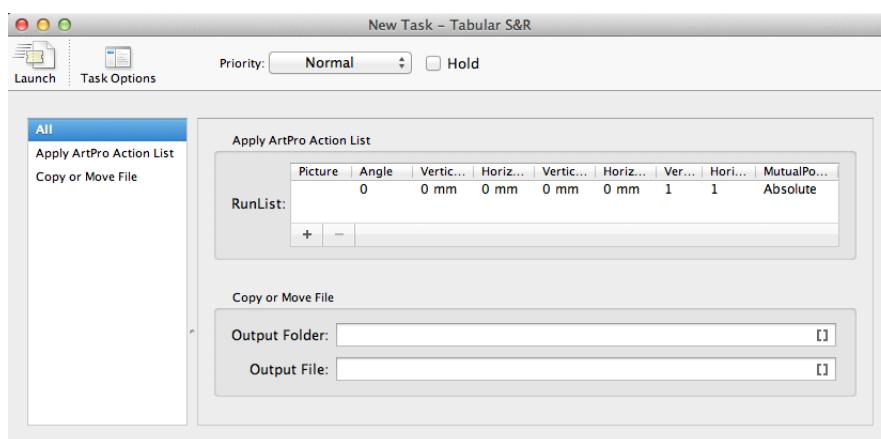 New Task – Tabular S&R
Launch
Task Options
Priority: Normal
Hold
All
Apply ArtPro Action List
Copy or Move File
Apply ArtPro Action List
Picture Angle Vertic... Horiz... Vertic... Horiz... Ver... Hori... MutualPo...
RunList:
0 0 mm 0 mm 0 mm 0 mm 1 1 Absolute
+ −
Copy or Move File
Output Folder: []
Output File: []